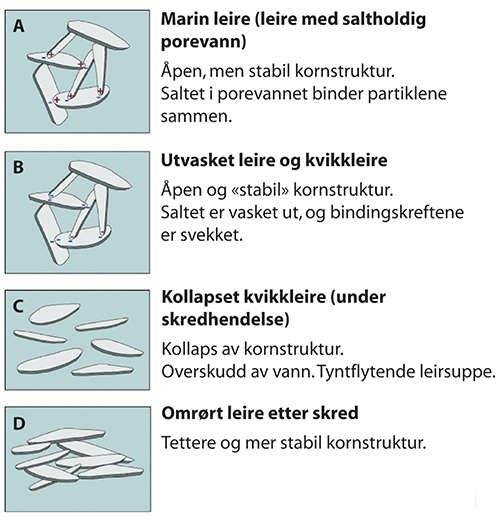 A
Marin leire (leire med saltholdig
porevann)
Åpen, men stabil kornstruktur.
Saltet i porevannet binder partiklene
sammen.
B
Utvasket leire og kvikkleire
Åpen og «stabil» kornstruktur.
Saltet er vasket ut, og bindingskreftene
er svekket.
C
Kollapset kvikkleire (under
skredhendelse)
Kollaps av kornstruktur.
Overskudd av vann. Tyntflytende leirsuppe.
D
Omrørt leire etter skred
Tettere og mer stabil kornstruktur.